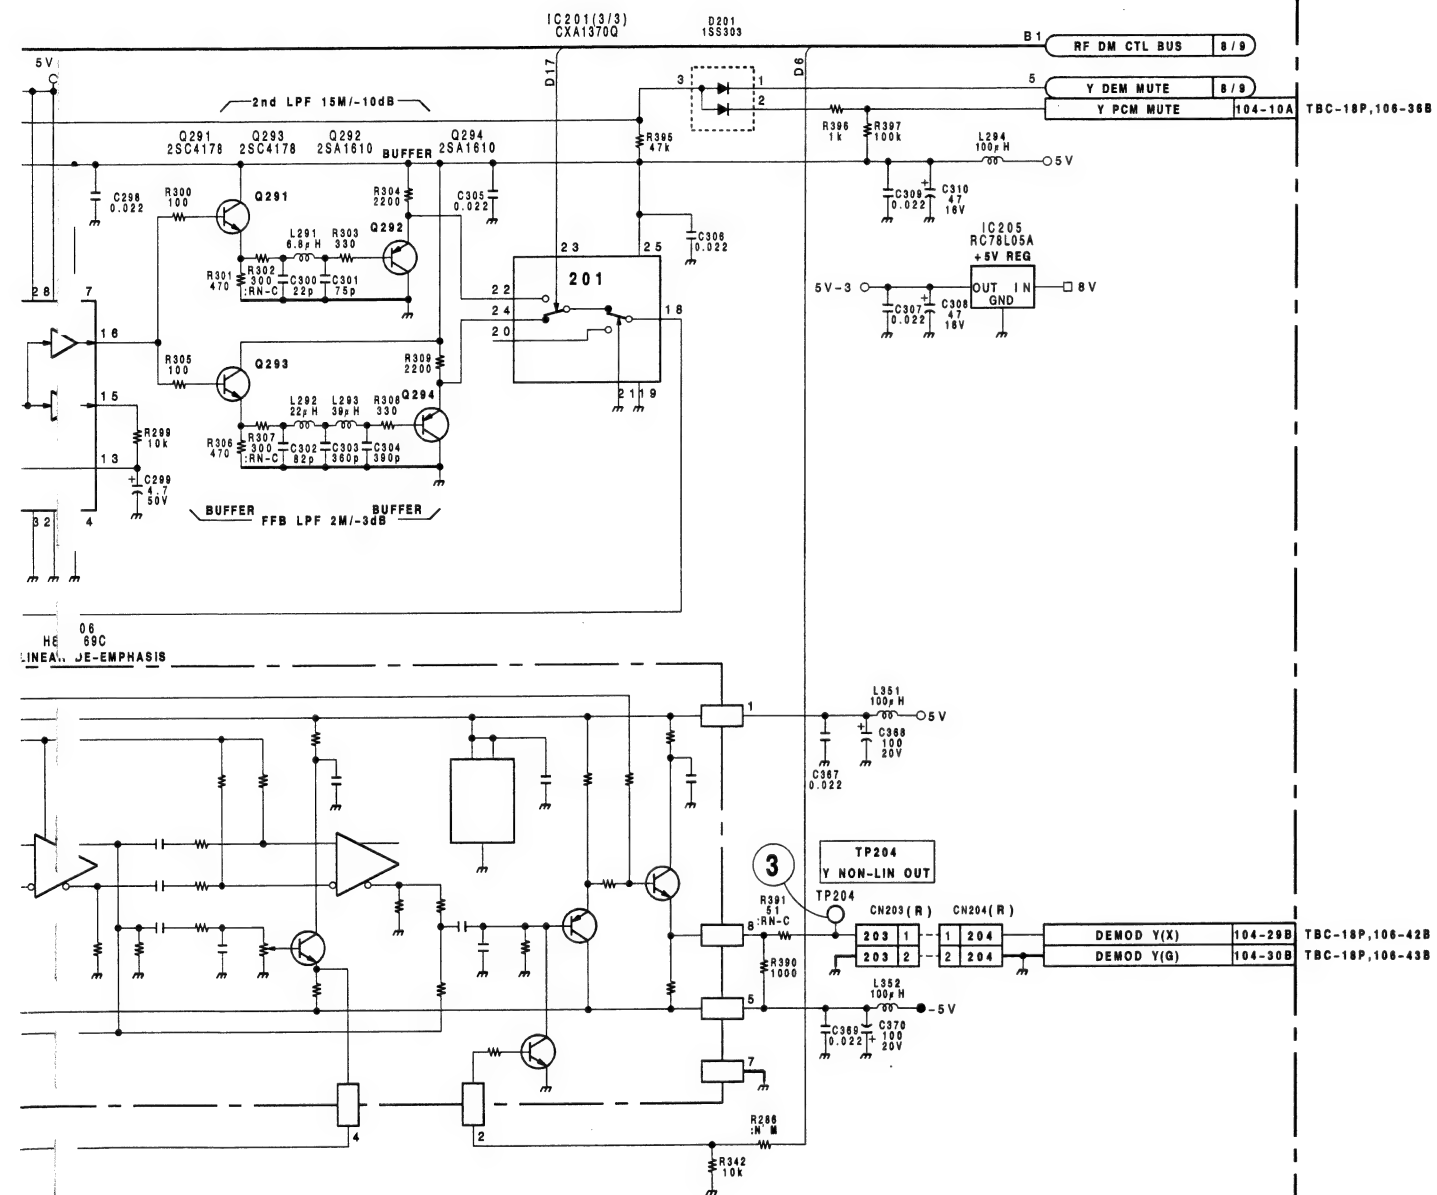 IC201(3/3)
CXA1370Q
D201
1SS303
B1
RF DM CTL BUS 8/9
5V
D17
D6
3
1
2
5
Y DEM MUTE 8/9
Y PCM MUTE 104-10A TBC-18P,106-36B
2nd LPF 15M/-10dB
Q291
2SC4178
Q293
2SC4178
Q292
2SA1610
BUFFER
Q294
2SA1610
R395
47k
R396
1k
R397
100k
L294
100μH
5V
C298
0.022
R300
100
Q291
R304
2200
C305
0.022
C309
0.022
C310
47
16V
L291
6.8μH
R303
330
Q292
C306
0.022
IC205
RC78L05A
+5V REG
R301
470
R302
300
:RN-C
C300
22p
C301
75p
23
25
201
22
24
20
18
5V-3
OUT IN
GND
8V
C307
0.022
C308
47
16V
28
7
16
R305
100
Q293
R309
2200
21
19
15
L292
22μH
L293
39μH
R308
330
Q294
R299
10k
R306
470
R307
300
:RN-C
C302
82p
C303
360p
C304
390p
13
C299
4.7
50V
BUFFER
FFB LPF 2M/-3dB
BUFFER
32
4
06
69C
DE-EMPHASIS
1
L351
100μH
5V
C368
100
20V
C367
0.022
3
TP204
Y NON-LIN OUT
TP204
R391
51
:RN-C
CN203(R)
CN204(R)
8
203 1 1 204
DEMOD Y(X) 104-29B TBC-18P,106-42B
203 2 2 204
DEMOD Y(G) 104-30B TBC-18P,106-43B
R390
1000
L352
100μH
5
-5V
C369
0.022
C370
100
20V
7
4
2
R286
R342
10k